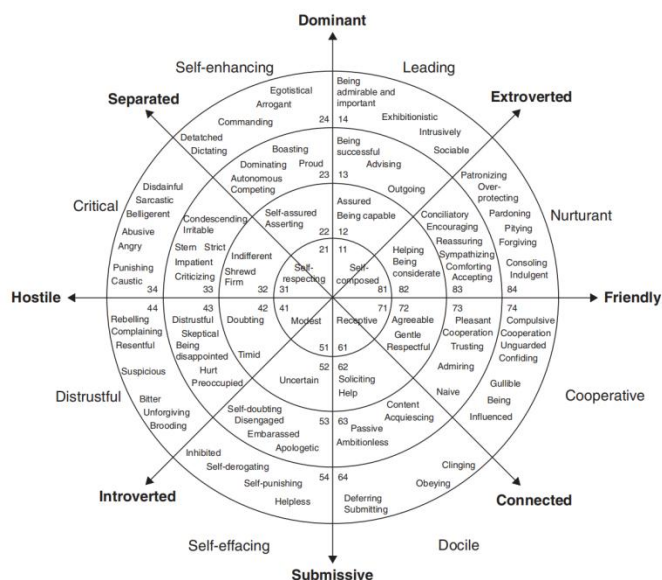 Dominant
Self-enhancing
Leading
Separated
Extroverted
Egotistical
Arrogant
Commanding
24
Being
admirable and
important
14
Exhibitionistic
Intrusively
Sociable
Detatched
Dictating
Boasting
Dominating
Proud
Autonomous
Competing
23
Being
successful
13
Advising
Outgoing
Patronizing
Over-
protecting
Pardoning
Pitying
Forgiving
Consoling
Indulgent
84
Critical
Nurturant
Disdainful
Sarcastic
Belligerent
Abusive
Angry
Punishing
Caustic
34
Condescending
Irritable
Stern Strict
Impatient
Criticizing
33
Self-assured
Asserting
22
Assured
Being capable
12
Conciliatory
Encouraging
Reassuring
Sympathizing
Comforting
Accepting
83
Indifferent
Shrewd
Firm
32
21
Self-
respecting
31
11
Self-
composed
81
Helping
Being
considerate
82
Hostile
Friendly
44
Rebelling
Complaining
Resentful
Suspicious
43
Distrustful
Skeptical
Being
disappointed
Hurt
Preoccupied
42
Doubting
Timid
41
Modest
51
71
Receptive
61
72
Agreeable
Gentle
Respectful
73
Pleasant
Cooperation
Trusting
Admiring
Naive
74
Compulsive
Cooperation
Unguarded
Confiding
Gullible
Being
Influenced
Distrustful
Cooperative
Bitter
Unforgiving
Brooding
52
Uncertain
62
Soliciting
Help
Self-doubting
Disengaged
Embarassed
Apologetic
53
63
Content
Acquiescing
Passive
Ambitionless
Inhibited
Self-derogating
Self-punishing
Helpless
54
64
Deferring
Submitting
Clinging
Obeying
Introverted
Connected
Self-effacing
Docile
Submissive